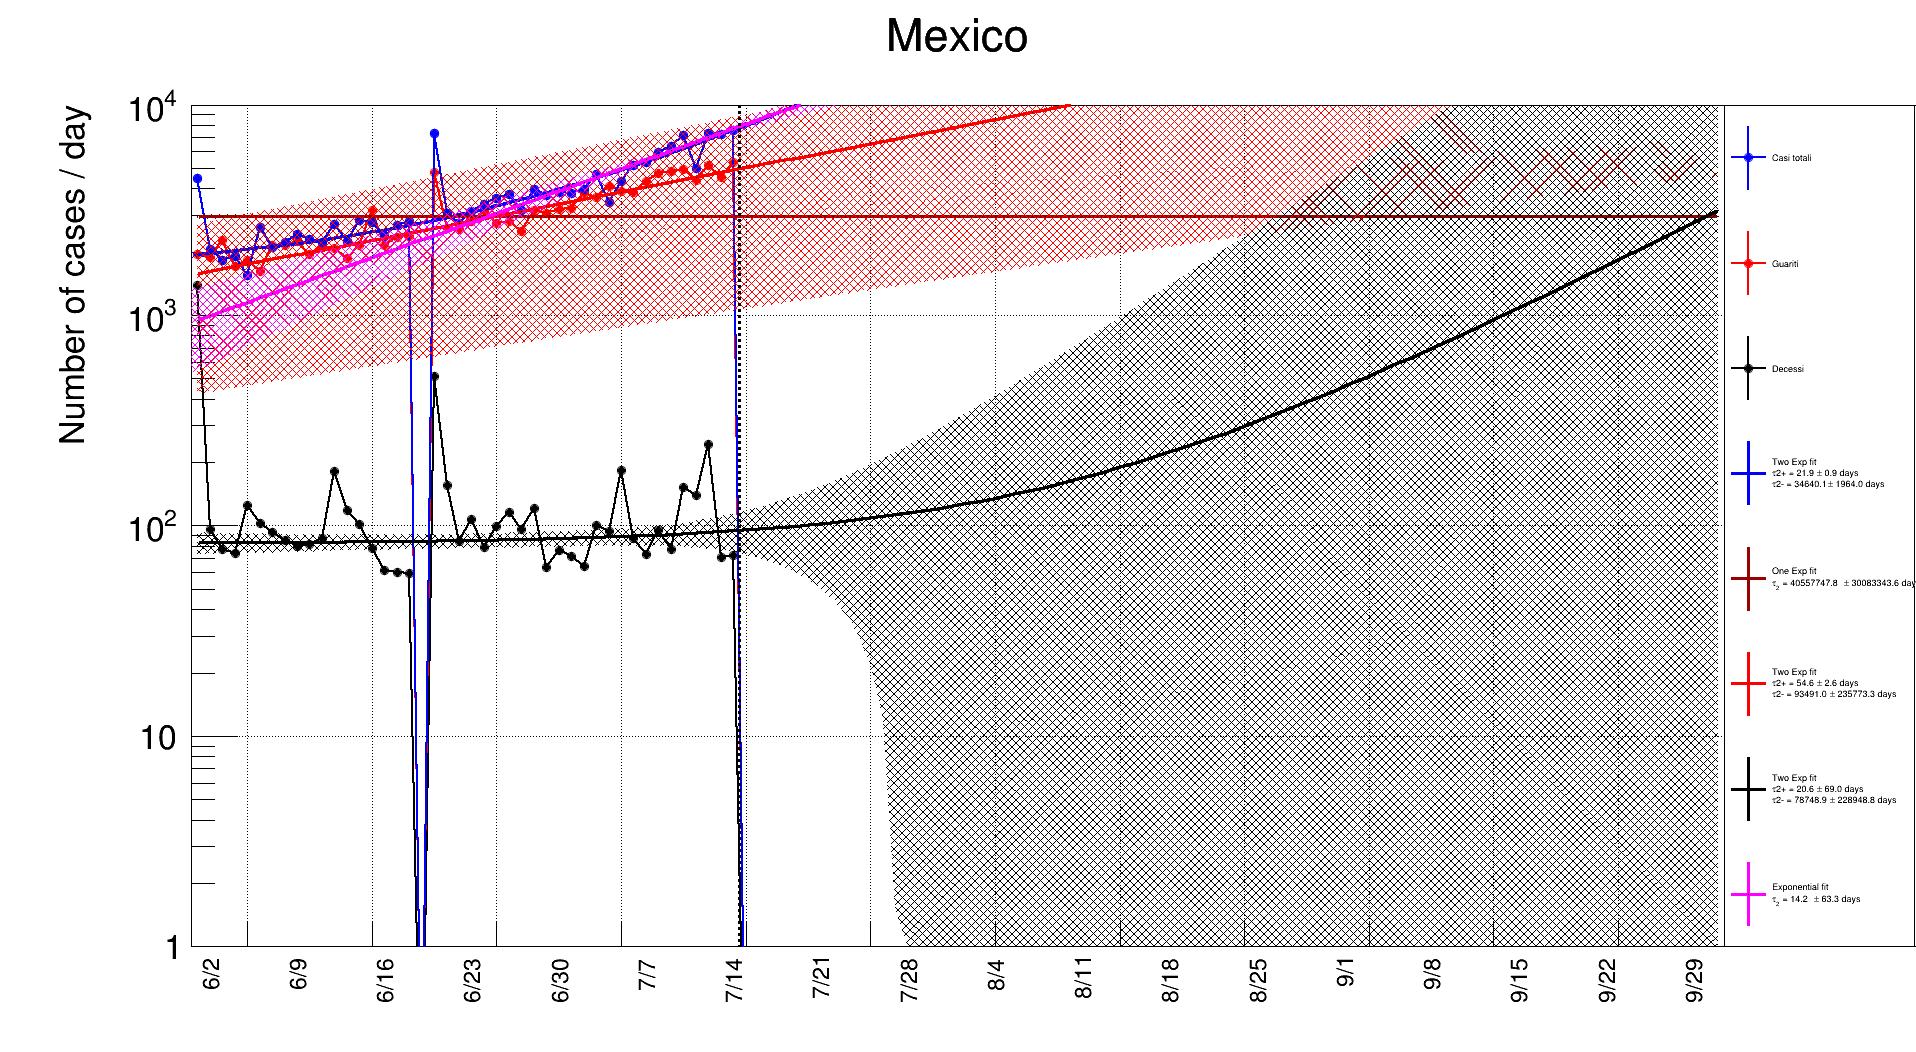 Mexico
Number of cases / day
10^4
10^3
10^2
10
1
6/2
6/9
6/16
6/23
6/30
7/7
7/14
7/21
7/28
8/4
8/11
8/18
8/25
9/1
9/8
9/15
9/22
9/29
Casi totali
Guariti
Decessi
Two Exp fit
τ2+ = 21.9 ± 0.9 days
τ2- = 34640.1 ± 1964.0 days
One Exp fit
τ_2 = 40557747.8 ± 30083343.6 day
Two Exp fit
τ2+ = 54.6 ± 2.6 days
τ2- = 93491.0 ± 235773.3 days
Two Exp fit
τ2+ = 20.6 ± 69.0 days
τ2- = 78748.9 ± 228948.8 days
Exponential fit
τ_2 = 14.2 ± 63.3 days